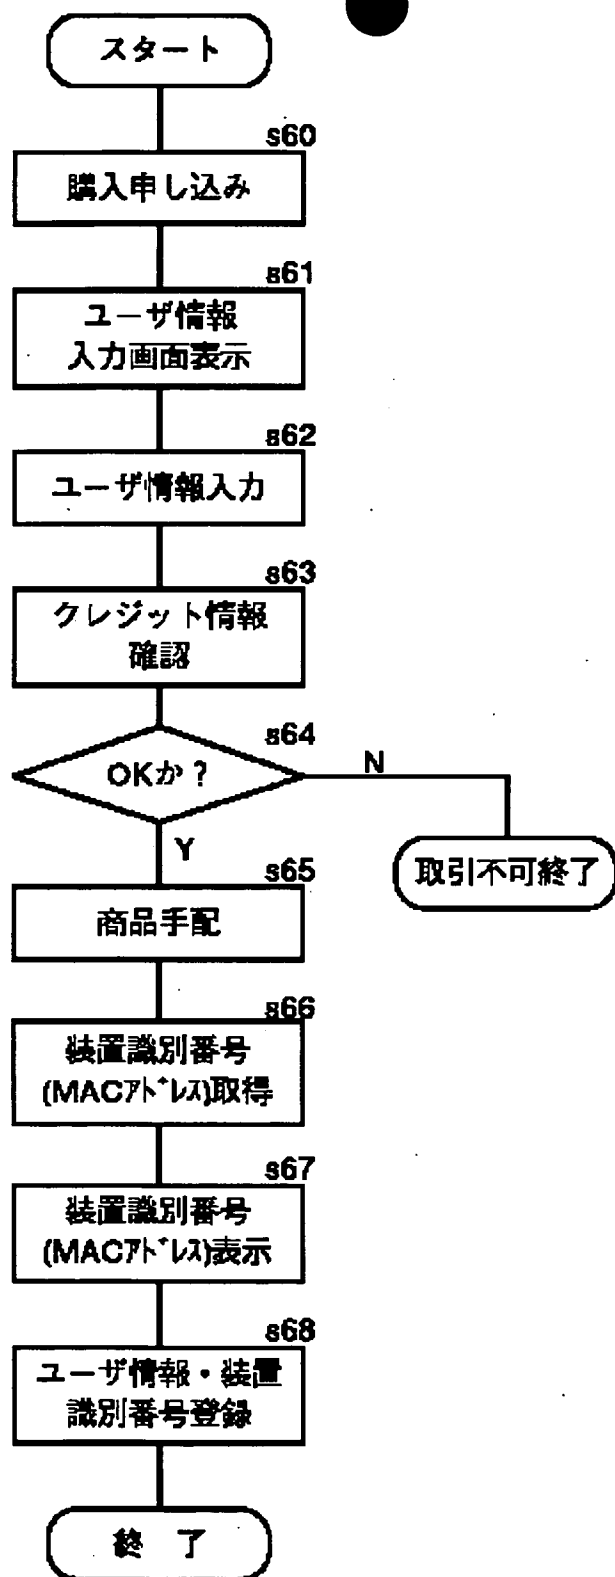 スタート
s60
購入申し込み
s61
ユーザ情報
入力画面表示
s62
ユーザ情報入力
s63
クレジット情報
確認
s64
OKか?
N
Y
取引不可終了
s65
商品手配
s66
装置識別番号
(MACアドレス)取得
s67
装置識別番号
(MACアドレス)表示
s68
ユーザ情報・装置
識別番号登録
終 了